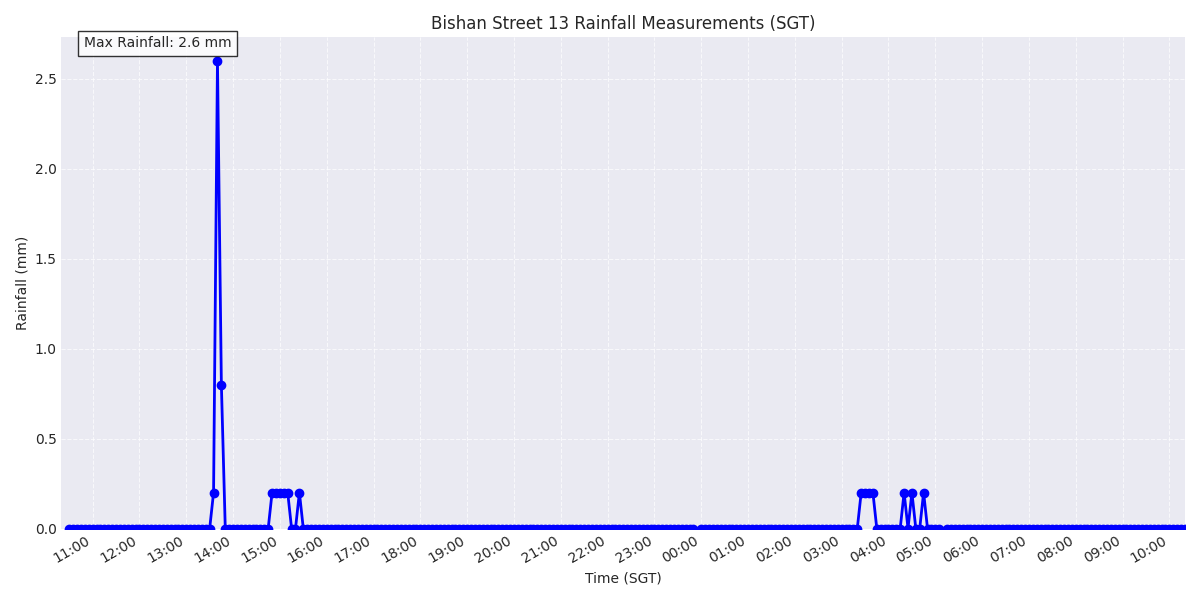 Bishan Street 13 Rainfall Measurements (SGT)
Max Rainfall: 2.6 mm
Rainfall (mm)
2.5
2.0
1.5
1.0
0.5
0.0
11:00 12:00 13:00 14:00 15:00 16:00 17:00 18:00 19:00 20:00 21:00 22:00 23:00 00:00 01:00 02:00 03:00 04:00 05:00 06:00 07:00 08:00 09:00 10:00
Time (SGT)